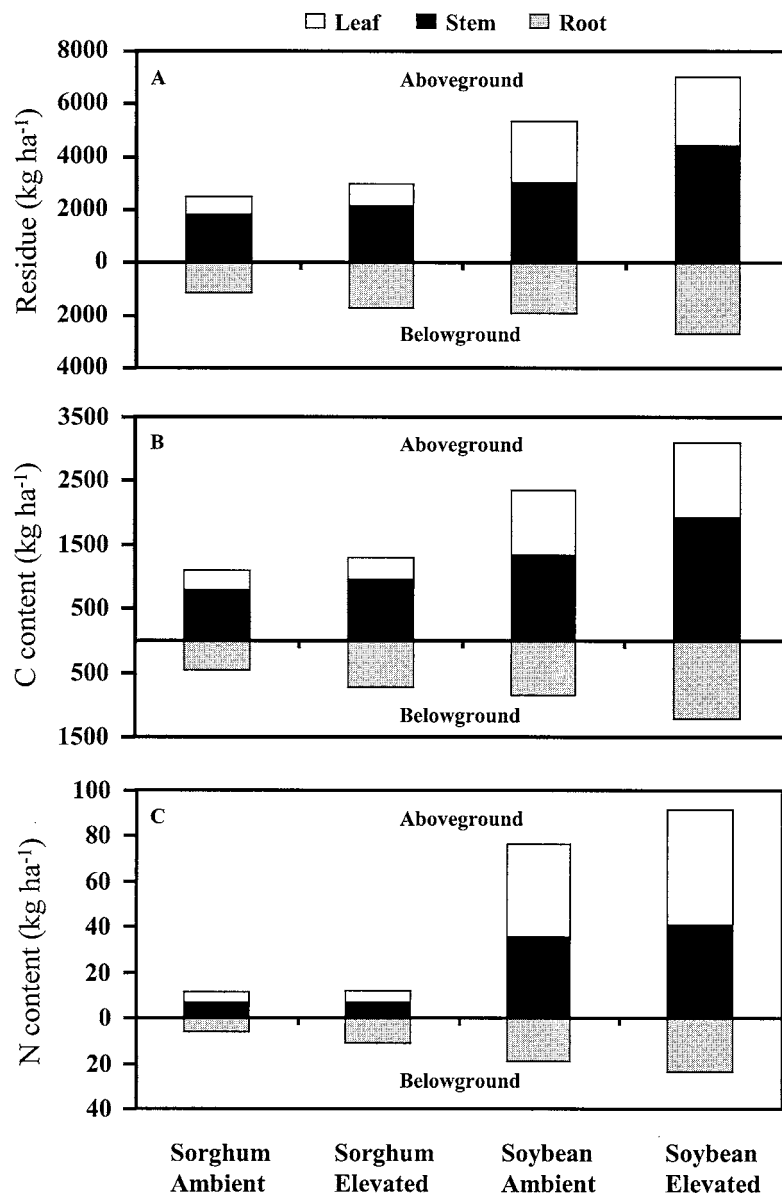 Leaf Stem Root
8000
6000
4000
2000
0
2000
4000
Residue (kg ha-1)
A
Aboveground
Belowground
3500
2500
1500
500
500
1500
C content (kg ha-1)
B
Aboveground
Belowground
100
80
60
40
20
0
20
40
N content (kg ha-1)
C
Aboveground
Belowground
Sorghum Sorghum Soybean Soybean
Ambient Elevated Ambient Elevated